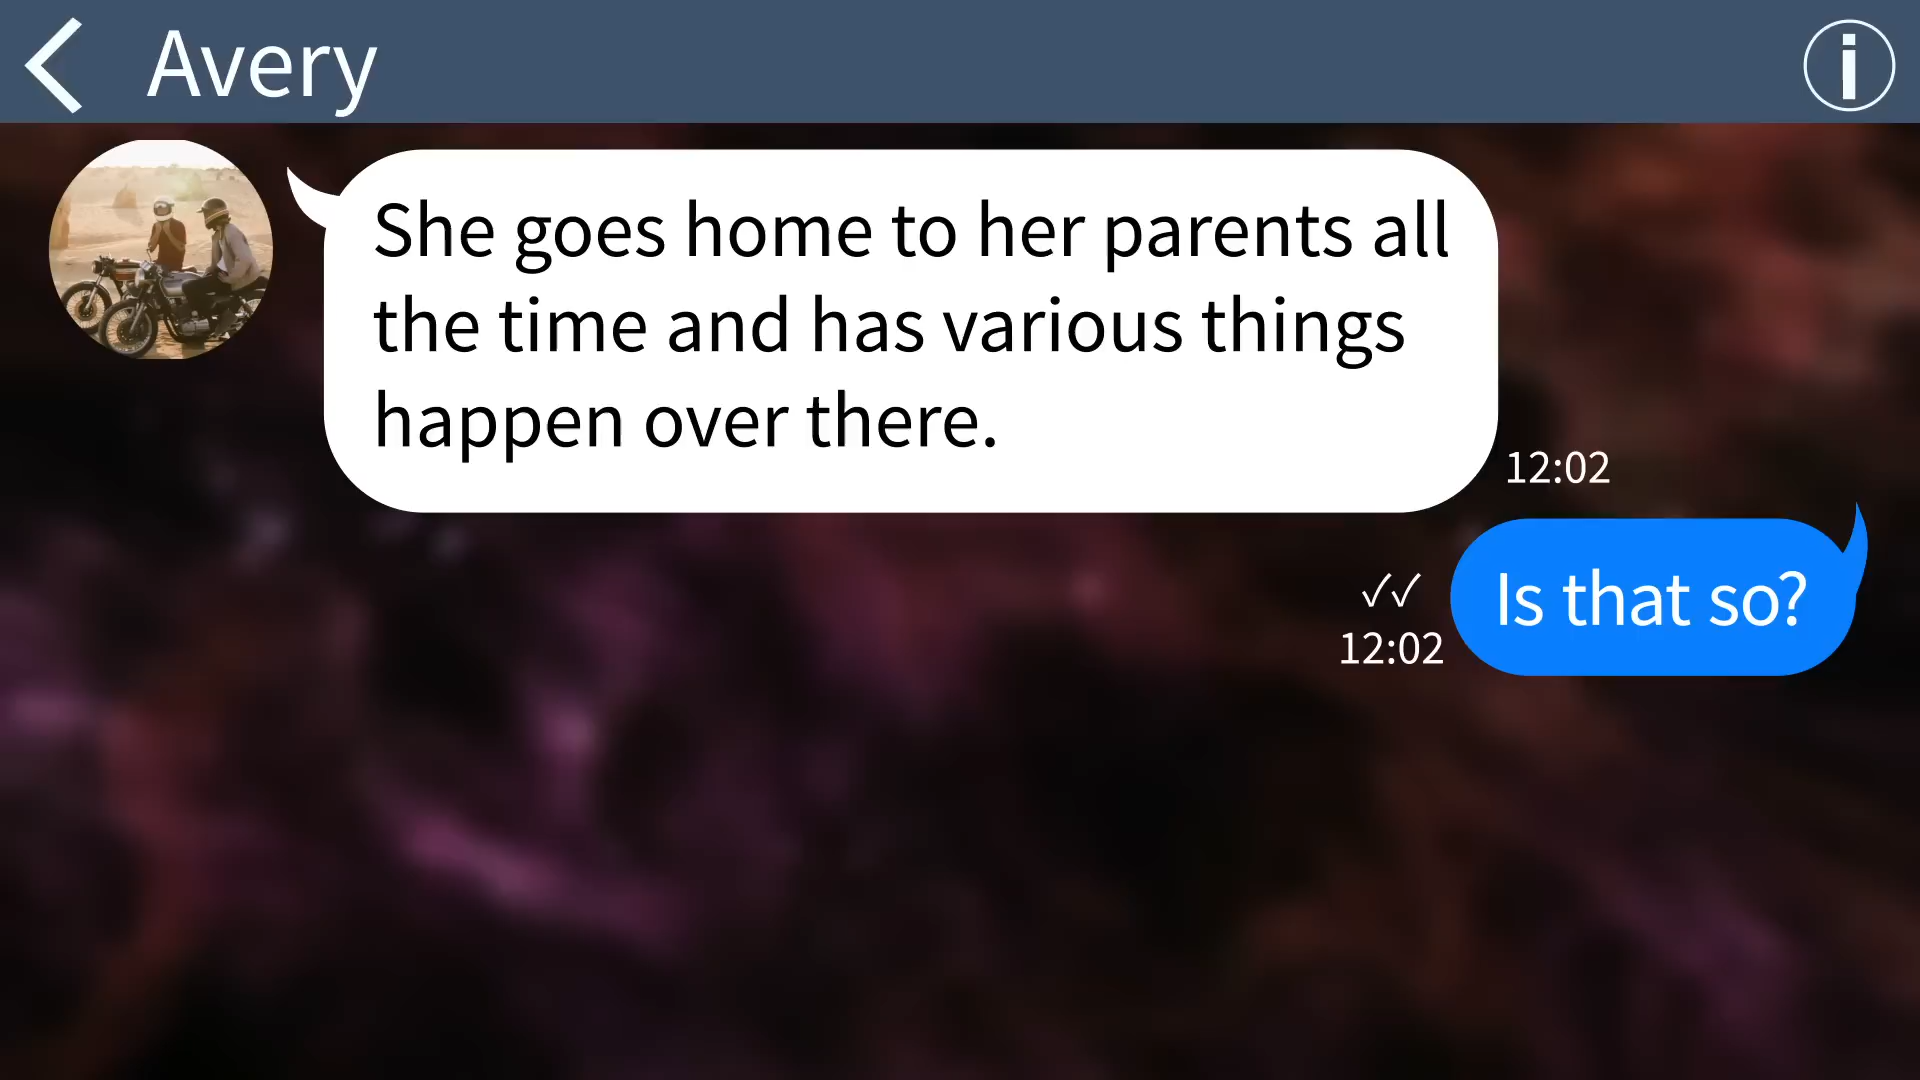 Avery
She goes home to her parents all
the time and has various things
happen over there.
12:02
Is that so?
✓✓
12:02